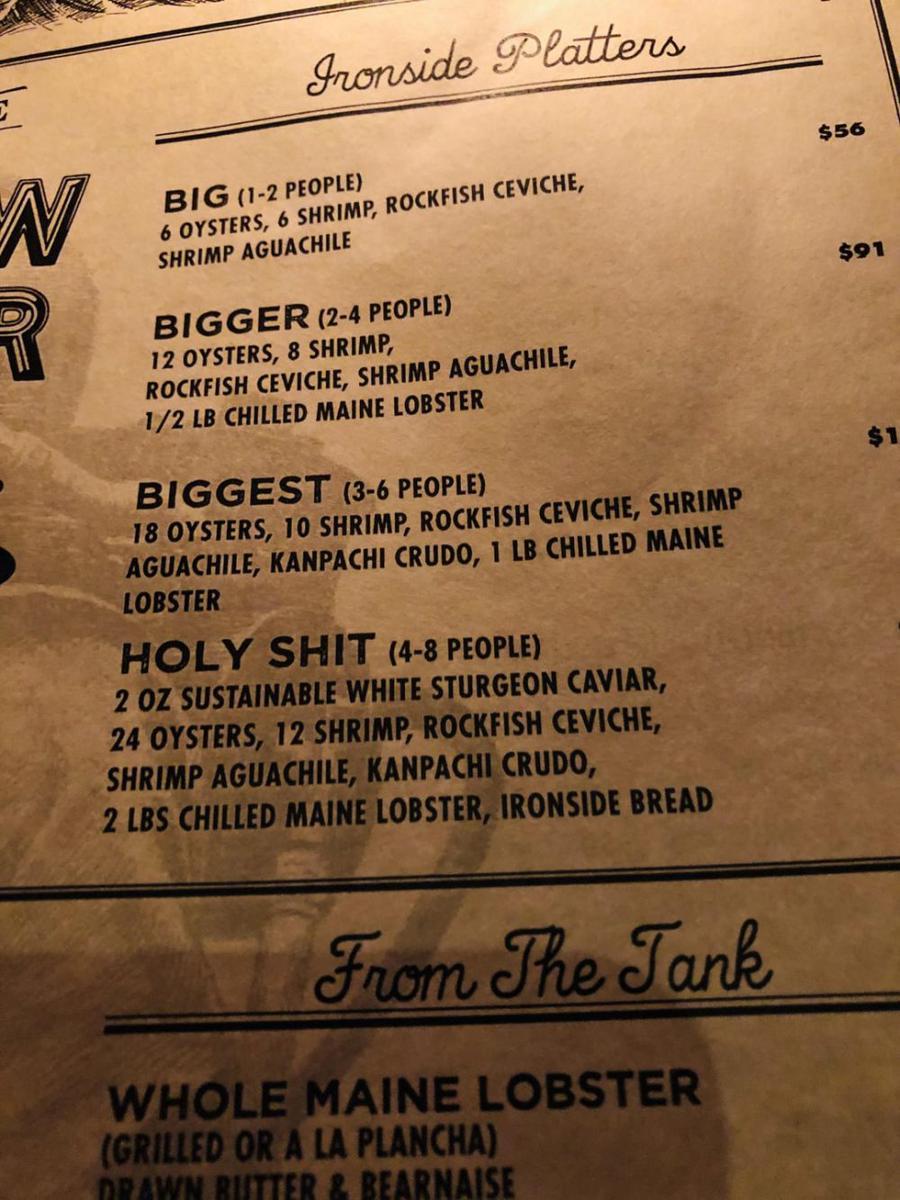 Ironside Platters
E
$56
W
BIG (1-2 PEOPLE)
6 OYSTERS, 6 SHRIMP, ROCKFISH CEVICHE,
SHRIMP AGUACHILE
$91
R
BIGGER (2-4 PEOPLE)
12 OYSTERS, 8 SHRIMP,
ROCKFISH CEVICHE, SHRIMP AGUACHILE,
1/2 LB CHILLED MAINE LOBSTER
$1
BIGGEST (3-6 PEOPLE)
18 OYSTERS, 10 SHRIMP, ROCKFISH CEVICHE, SHRIMP
AGUACHILE, KANPACHI CRUDO, 1 LB CHILLED MAINE
LOBSTER
HOLY SHIT (4-8 PEOPLE)
2 OZ SUSTAINABLE WHITE STURGEON CAVIAR,
24 OYSTERS, 12 SHRIMP, ROCKFISH CEVICHE,
SHRIMP AGUACHILE, KANPACHI CRUDO,
2 LBS CHILLED MAINE LOBSTER, IRONSIDE BREAD
From The Tank
WHOLE MAINE LOBSTER
(GRILLED OR A LA PLANCHA)
DRAWN BUTTER & BEARNAISE